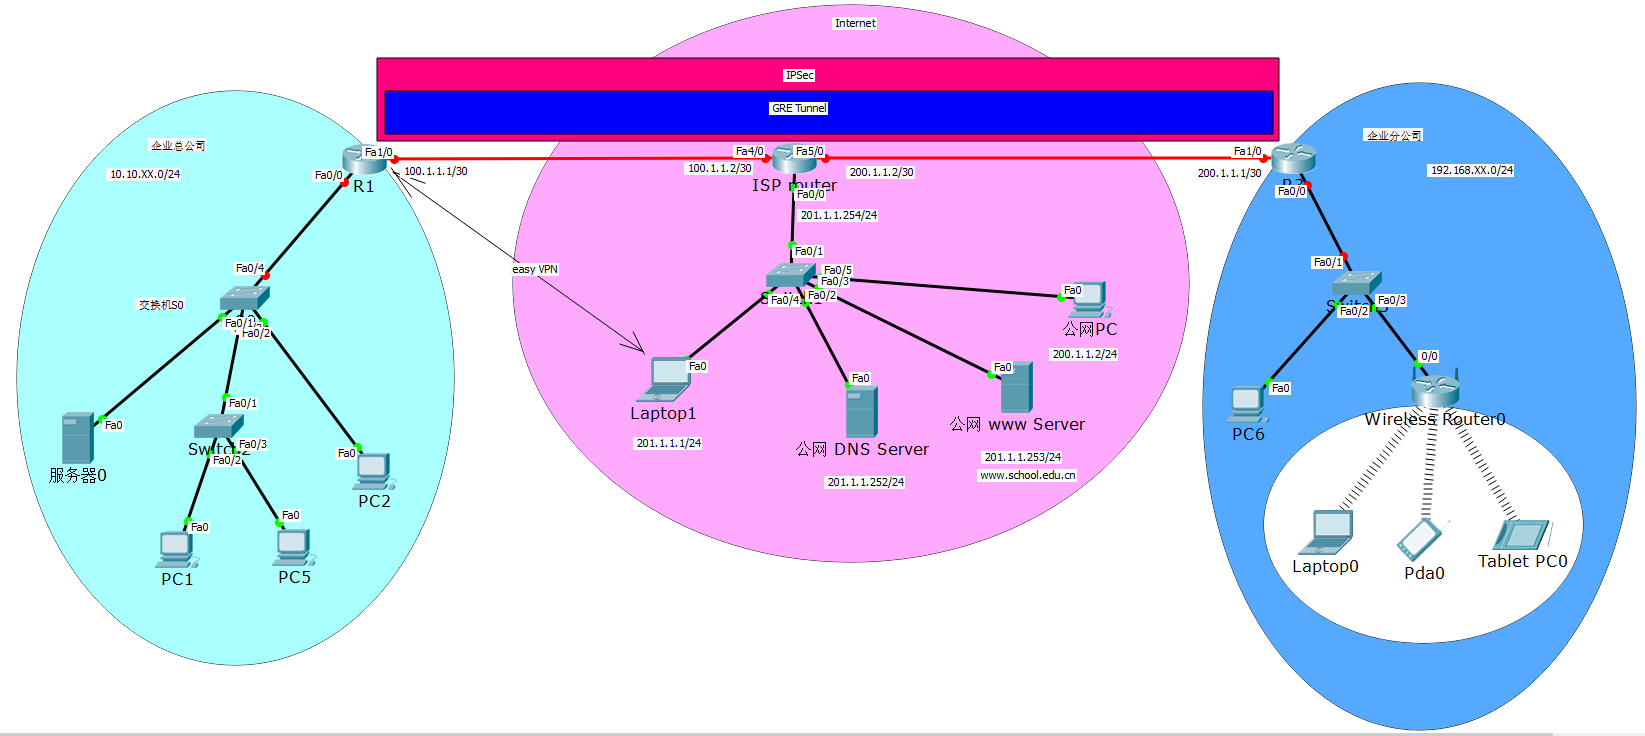 Internet
IPSec
GRE Tunnel
企业总公司
10.10.XX.0/24
Fa1/0
100.1.1.1/30
Fa0/0
R1
Fa4/0
Fa5/0
100.1.1.2/30
200.1.1.2/30
ISP router
Fa0/0
201.1.1.254/24
Fa1/0
200.1.1.1/30
Fa0/0
企业分公司
192.168.XX.0/24
easy VPN
Fa0/4
交换机S0
Fa0/1
Fa0/2
Fa0/1
Fa0/3
Fa0/2
Fa0
服务器0
Fa0
PC2
Fa0
PC1
Fa0
PC5
Fa0/1
Fa0/5
Fa0/3
Fa0/4
Fa0/2
Fa0
公网PC
200.1.1.2/24
Fa0
Laptop1
201.1.1.1/24
Fa0
公网 DNS Server
201.1.1.252/24
Fa0
公网 www Server
201.1.1.253/24
www.school.edu.cn
Fa0/1
Fa0/3
Fa0/2
0/0
Fa0
PC6
Wireless Router0
Laptop0
Pda0
Tablet PC0